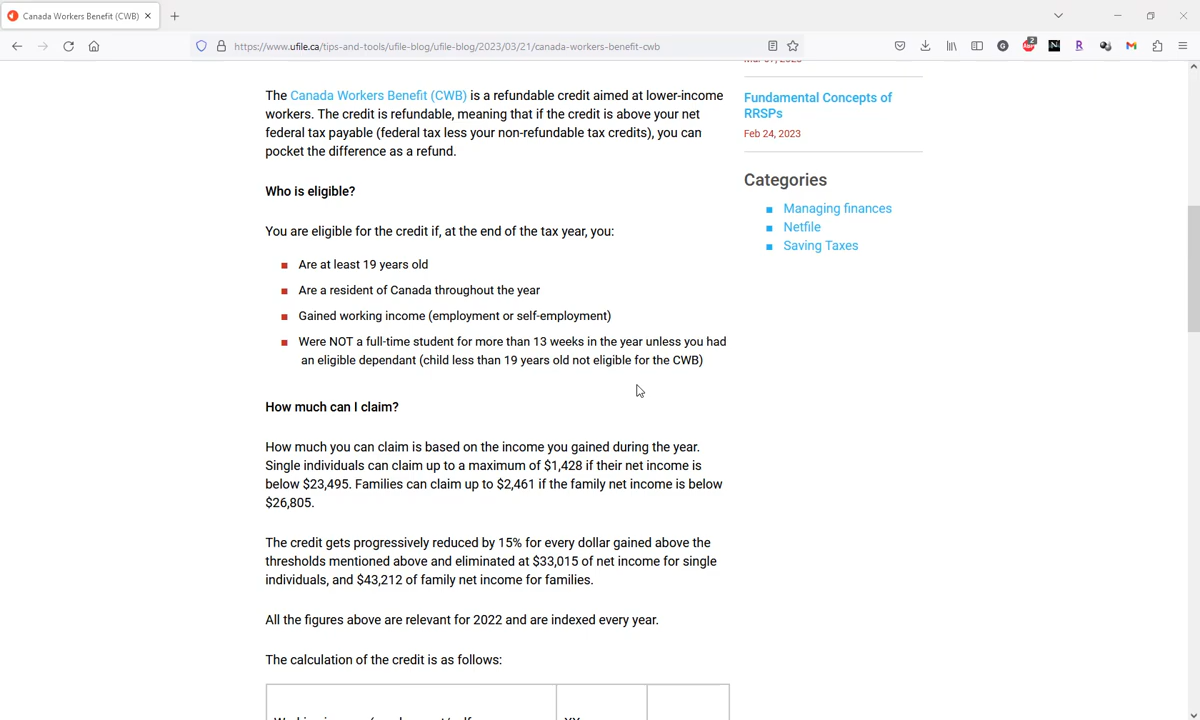 Canada Workers Benefit (CWB)
https://www.ufile.ca/tips-and-tools/ufile-blog/ufile-blog/2023/03/21/canada-workers-benefit-cwb
2
The Canada Workers Benefit (CWB) is a refundable credit aimed at lower-income
workers. The credit is refundable, meaning that if the credit is above your net
federal tax payable (federal tax less your non-refundable tax credits), you can
pocket the difference as a refund.
Who is eligible?
You are eligible for the credit if, at the end of the tax year, you:
Are at least 19 years old
Are a resident of Canada throughout the year
Gained working income (employment or self-employment)
Were NOT a full-time student for more than 13 weeks in the year unless you had
an eligible dependant (child less than 19 years old not eligible for the CWB)
How much can I claim?
How much you can claim is based on the income you gained during the year.
Single individuals can claim up to a maximum of $1,428 if their net income is
below $23,495. Families can claim up to $2,461 if the family net income is below
$26,805.
The credit gets progressively reduced by 15% for every dollar gained above the
thresholds mentioned above and eliminated at $33,015 of net income for single
individuals, and $43,212 of family net income for families.
All the figures above are relevant for 2022 and are indexed every year.
The calculation of the credit is as follows:
Fundamental Concepts of
RRSPs
Feb 24, 2023
Categories
Managing finances
Netfile
Saving Taxes